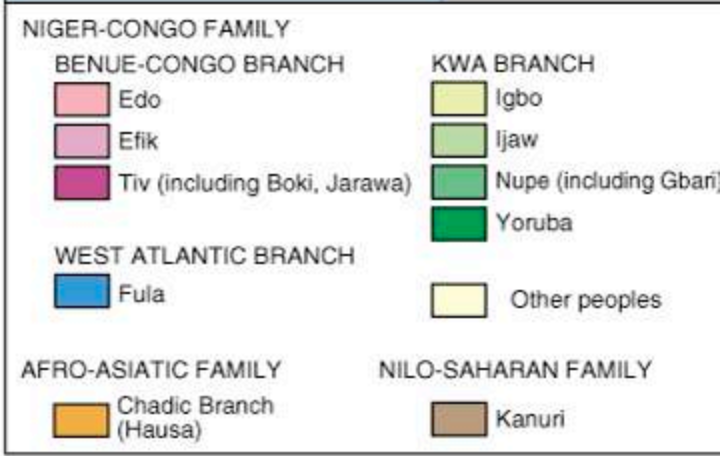 NIGER-CONGO FAMILY
BENUE-CONGO BRANCH
Edo
Efik
Tiv (including Boki, Jarawa)
WEST ATLANTIC BRANCH
Fula
KWA BRANCH
Igbo
Ijaw
Nupe (including Gbari)
Yoruba
Other peoples
AFRO-ASIATIC FAMILY
Chadic Branch
(Hausa)
NILO-SAHARAN FAMILY
Kanuri